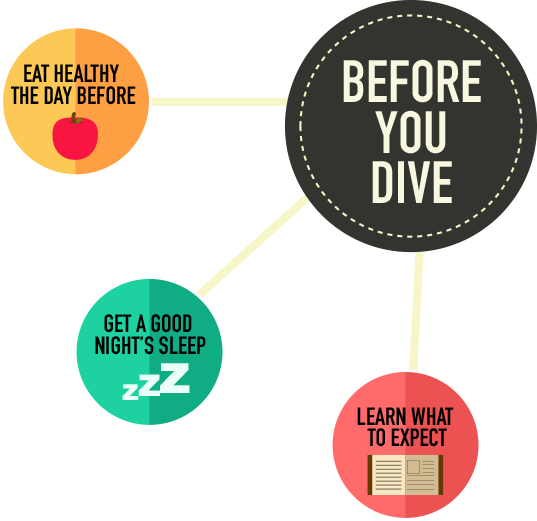 BEFORE
YOU
DIVE
EAT HEALTHY
THE DAY BEFORE
GET A GOOD
NIGHT'S SLEEP
zzZ
LEARN WHAT
TO EXPECT